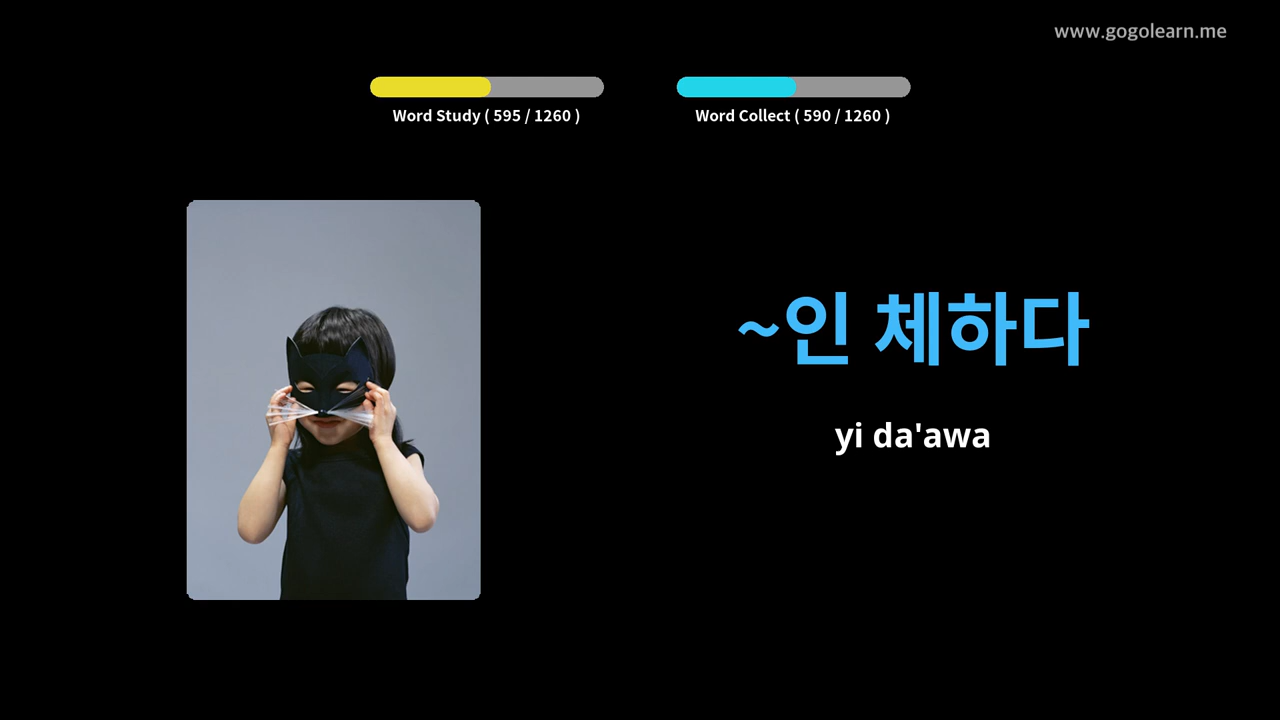 www.gogolearn.me
Word Study ( 595 / 1260 )
Word Collect ( 590 / 1260 )
~인 체하다
yi da'awa